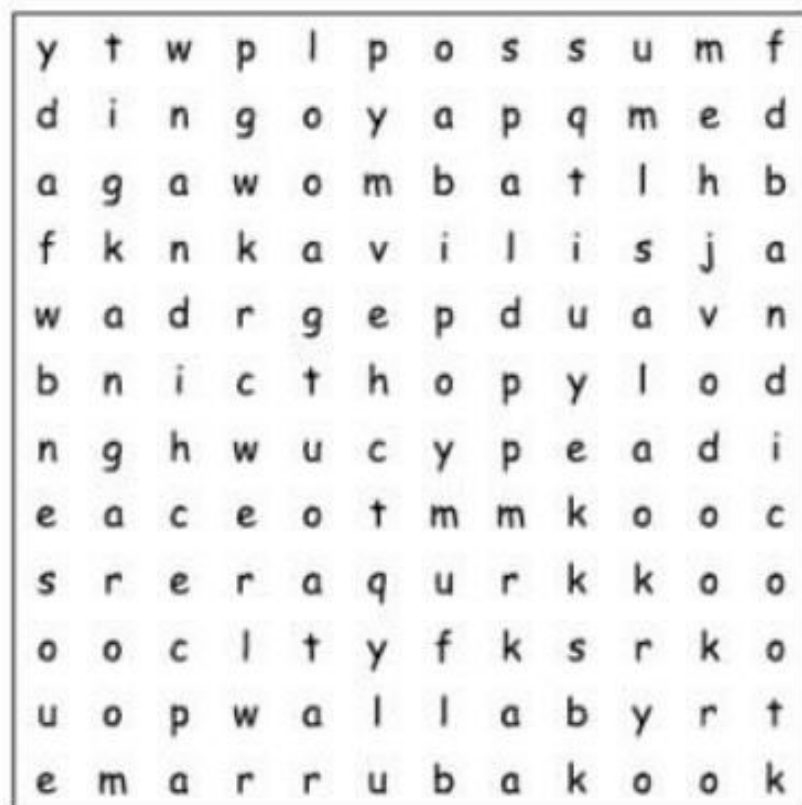 y t w p l p o s s u m f
d i n g o y a p q m e d
a g a w o m b a t l h b
f k n k a v i l i s j a
w a d r g e p d u a v n
b n i c t h o p y l o d
n g h w u c y p e a d i
e a c e o t m m k o o c
s r e r a q u r k k o o
o o c l t y f k s r k o
u o p w a l l a b y r t
e m a r r u b a k o o k